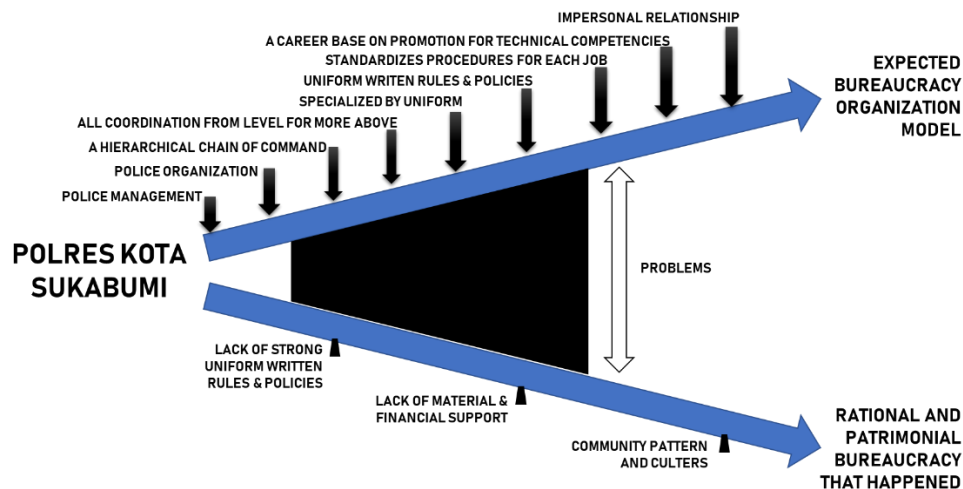 IMPERSONAL RELATIONSHIP
A CAREER BASE ON PROMOTION FOR TECHNICAL COMPETENCIES
STANDARDIZES PROCEDURES FOR EACH JOB
UNIFORM WRITEN RULES & POLICIES
SPECIALIZED BY UNIFORM
ALL COORDINATION FROM LEVEL FOR MORE ABOVE
A HIERARCHICAL CHAIN OF COMMAND
POLICE ORGANIZATION
POLICE MANAGEMENT
EXPECTED
BUREAUCRACY
ORGANIZATION
MODEL
POLRES KOTA
SUKABUMI
PROBLEMS
LACK OF STRONG
UNIFORM WRITTEN
RULES & POLICIES
LACK OF MATERIAL &
FINANCIAL SUPPORT
COMMUNITY PATTERN
AND CULTERS
RATIONAL AND
PATRIMONIAL
BUREAUCRACY
THAT HAPPENED